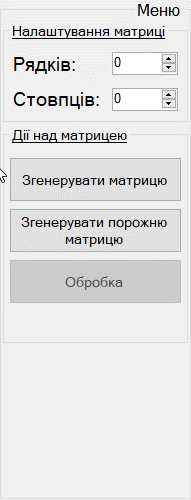 Меню
Налаштування матриці
Рядків: 0
Стовпців: 0
Дії над матрицею
Згенерувати матрицю
Згенерувати порожню
матрицю
Обробка